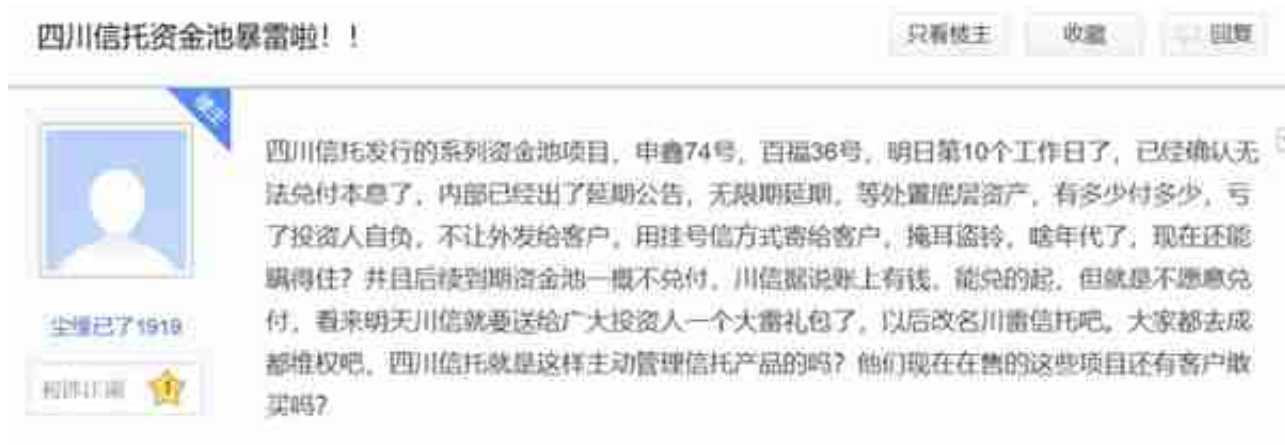 四川信托资金池暴雷啦！！
只看楼主 收藏 回复
楼主
四川信托发行的系列资金池项目，申鑫74号，百福36号，明日第10个工作日了，已经确认无
法兑付本息了，内部已经出了延期公告，无限期延期，等处置底层资产，有多少付多少，亏
了投资人自负，不让外发给客户，用挂号信方式寄给客户，掩耳盗铃，啥年代了，现在还能
瞒得住？并且后续到期资金池一概不兑付，川信据说账上有钱，能兑的起，但就是不愿意兑
付，看来明天川信就要送给广大投资人一个大雷礼包了，以后改名川雷信托吧，大家都去成
都维权吧，四川信托就是这样主动管理信托产品的吗？他们现在在售的这些项目还有客户敢
买吗？
尘缘已了1919
1